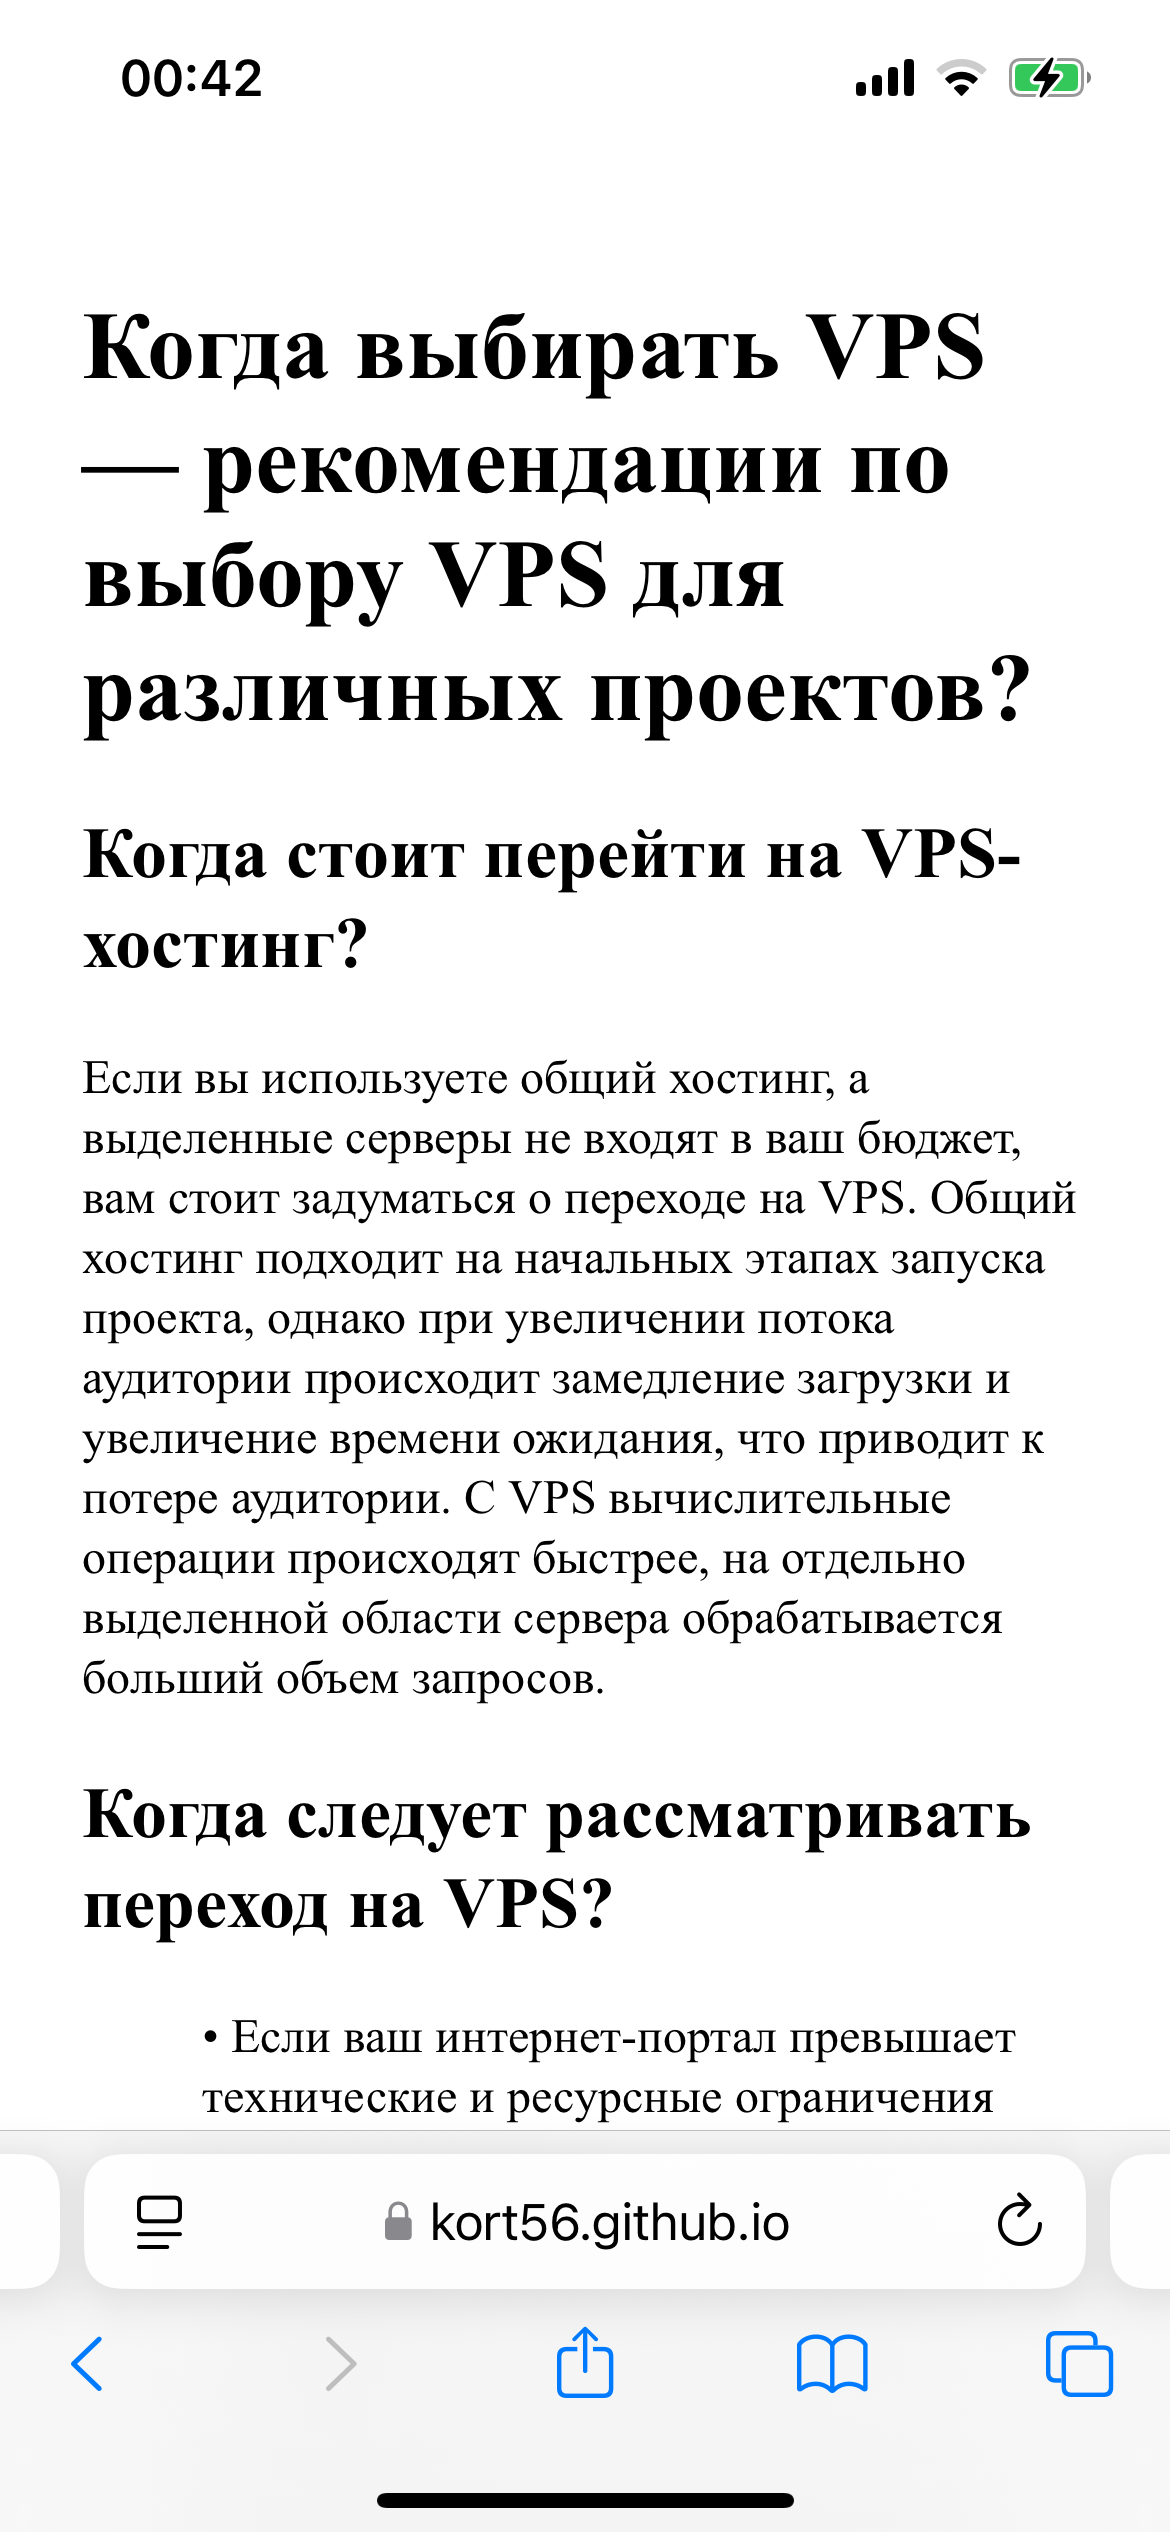 00:42
Когда выбирать VPS
— рекомендации по
выбору VPS для
различных проектов?
Когда стоит перейти на VPS-
хостинг?
Если вы используете общий хостинг, а
выделенные серверы не входят в ваш бюджет,
вам стоит задуматься о переходе на VPS. Общий
хостинг подходит на начальных этапах запуска
проекта, однако при увеличении потока
аудитории происходит замедление загрузки и
увеличение времени ожидания, что приводит к
потере аудитории. С VPS вычислительные
операции происходят быстрее, на отдельно
выделенной области сервера обрабатывается
больший объем запросов.
Когда следует рассматривать
переход на VPS?
• Если ваш интернет-портал превышает
технические и ресурсные ограничения
kort56.github.io